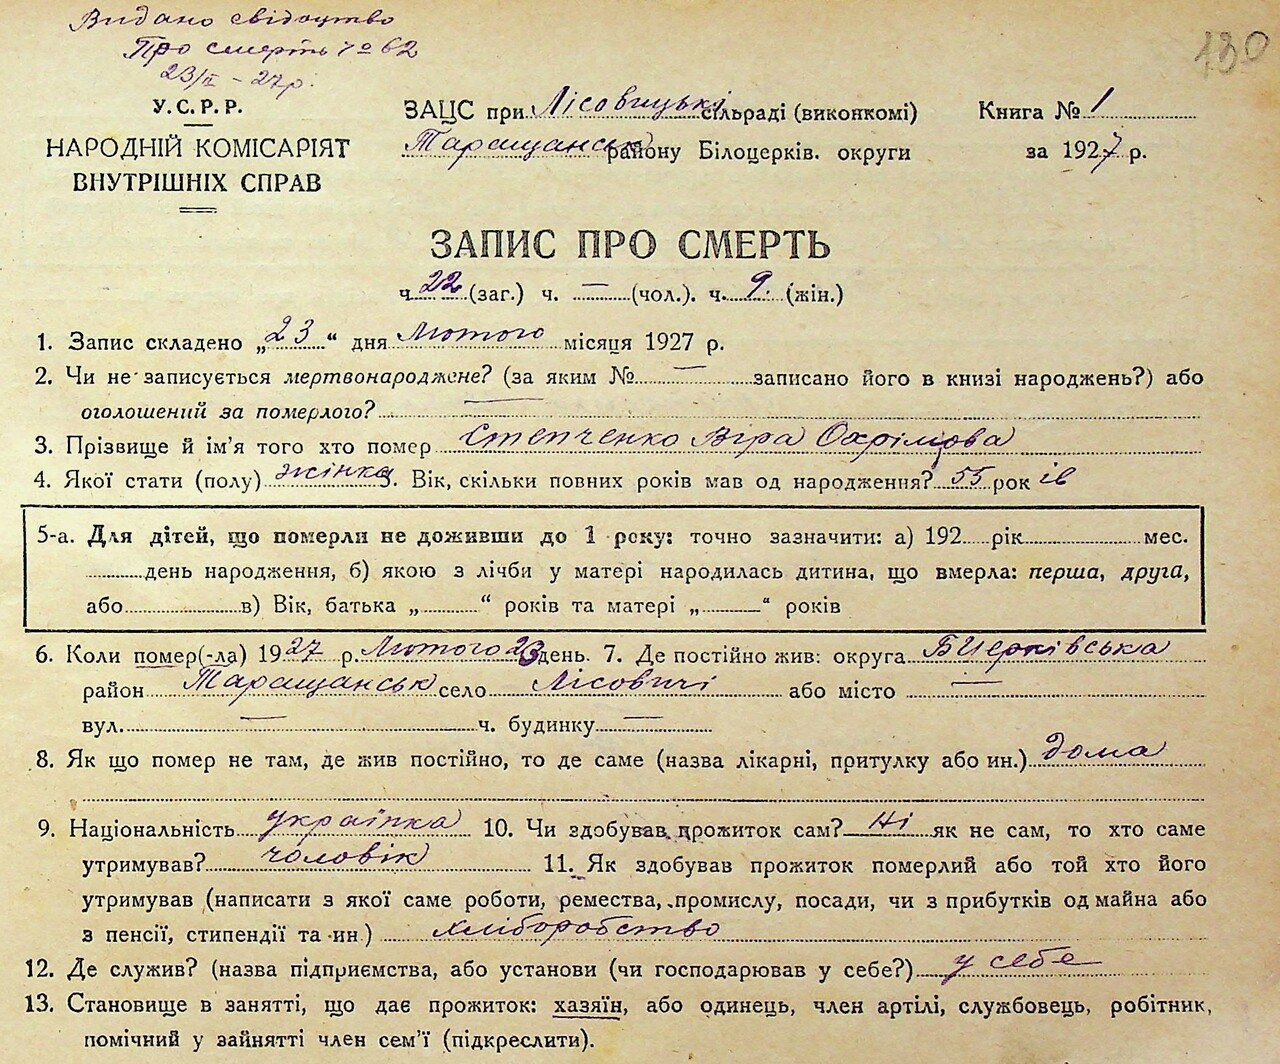 Видано свідоцтво
Про смерть № 62
23/II – 27 р.
130
У.С.Р.Р.
НАРОДНІЙ КОМІСАРІЯТ
ВНУТРІШНІХ СПРАВ
ЗАЦС при Лісовицькі сільраді (виконкомі)
Таращанськ району Білоцерків. округи
Книга № 1
за 1927 р.
ЗАПИС ПРО СМЕРТЬ
ч. 22 (заг.) ч. — (чол.). ч. 9. (жін.)
1. Запис складено „23“ дня Лютого місяця 1927 р.
2. Чи не записується мертвонароджене? (за яким № — записано його в книзі народжень?) або
оголошений за померлого? —
3. Прізвище й ім'я того хто помер Степченко Віра Охрімова
4. Якої стати (полу) жінка. Вік, скільки повних років мав од народження? 55 рок ів
5-а. Для дітей, що померли не доживши до 1 року: точно зазначити: а) 192 рік мес.
день народження, б) якою з лічби у матері народилась дитина, що вмерла: перша, друга,
або в) Вік, батька „ “ років та матері „ “ років
6. Коли помер(-ла) 1927 р. Лютого 23 день. 7. Де постійно жив: округа БЦерківська
район Таращанськ село Лісовичі або місто —
вул. — ч. будинку —
8. Як що помер не там, де жив постійно, то де саме (назва лікарні, притулку або ин.) дома
9. Національність українка 10. Чи здобував прожиток сам? Ні як не сам, то хто саме
утримував? чоловік 11. Як здобував прожиток померлий або той хто його
утримував (написати з якої саме роботи, ремества, промислу, посади, чи з прибутків од майна або
з пенсії, стипендії та ин.) хліборобство
12. Де служив? (назва підприємства, або установи (чи господарював у себе?) у себе
13. Становище в занятті, що дає прожиток: хазяїн, або одинець, член артілі, службовець, робітник,
помічний у зайнятті член сем'ї (підкреслити).